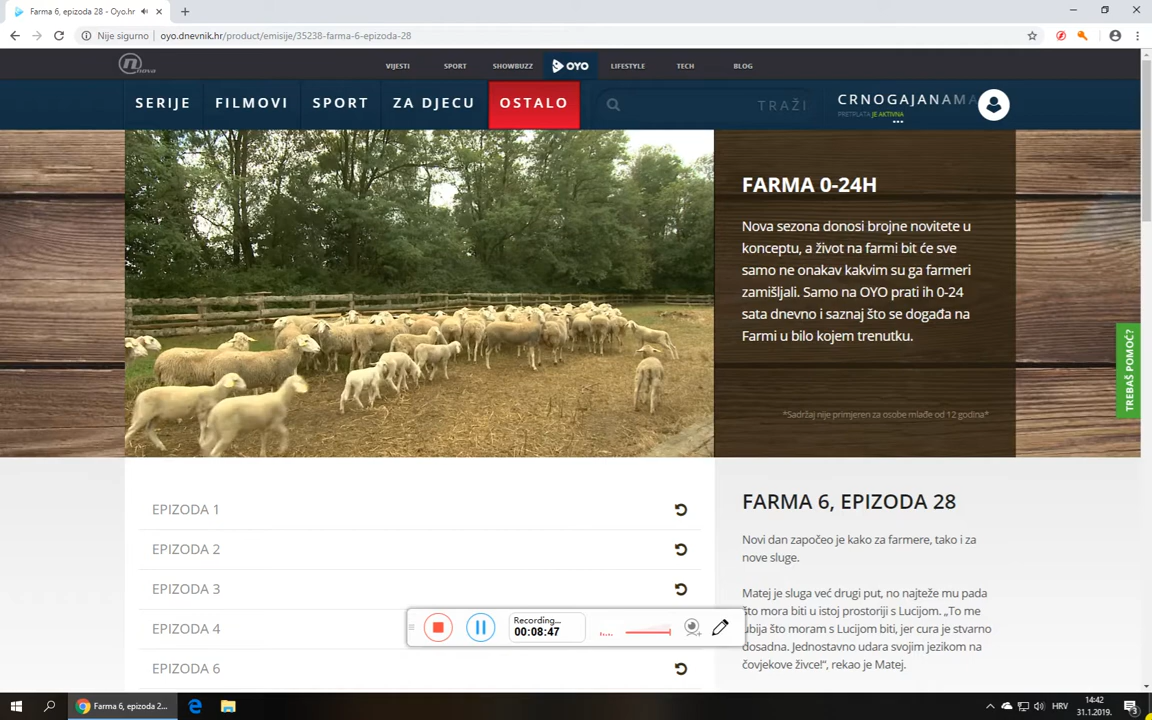 Farma 6, epizoda 28 - Oyo.hr
Nije sigurno
oyo.dnevnik.hr/product/emisije/35238-farma-6-epizoda-28
nova
VIJESTI
SPORT
SHOWBUZZ
OYO
LIFESTYLE
TECH
BLOG
SERIJE
FILMOVI
SPORT
ZA DJECU
OSTALO
TRAŽI
CRNOGAJANAMA
PRETPLATA JE AKTIVNA
FARMA 0-24H
Nova sezona donosi brojne novitete u
konceptu, a život na farmi bit će sve
samo ne onakav kakvim su ga farmeri
zamišljali. Samo na OYO prati ih 0-24
sata dnevno i saznaj što se događa na
Farmi u bilo kojem trenutku.
*Sadržaj nije primjeren za osobe mlađe od 12 godina*
TREBAŠ POMOĆ?
EPIZODA 1
EPIZODA 2
EPIZODA 3
EPIZODA 4
EPIZODA 6
FARMA 6, EPIZODA 28
Novi dan započeo je kako za farmere, tako i za
nove sluge.
Matej je sluga već drugi put, no najteže mu pada
što mora biti u istoj prostoriji s Lucijom. „To me
ubija što moram s Lucijom biti, jer cura je stvarno
dosadna. Jednostavno udara svojim jezikom na
čovjekove živce!“, rekao je Matej.
Recording...
00:08:47
Farma 6, epizoda 2...
HRV
14:42
31.1.2019.
3